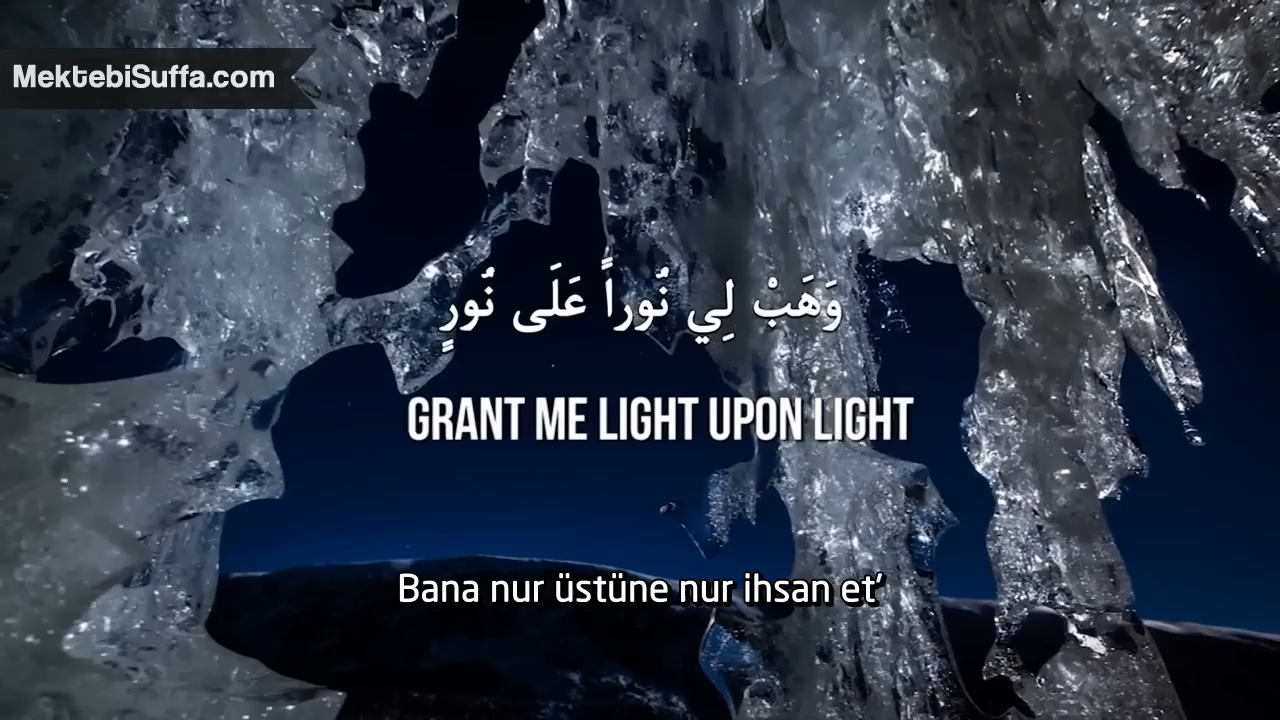 MektebiSuffa.com
وَهَبْ لِي نُوراً عَلَى نُورٍ
GRANT ME LIGHT UPON LIGHT
Bana nur üstüne nur ihsan et’